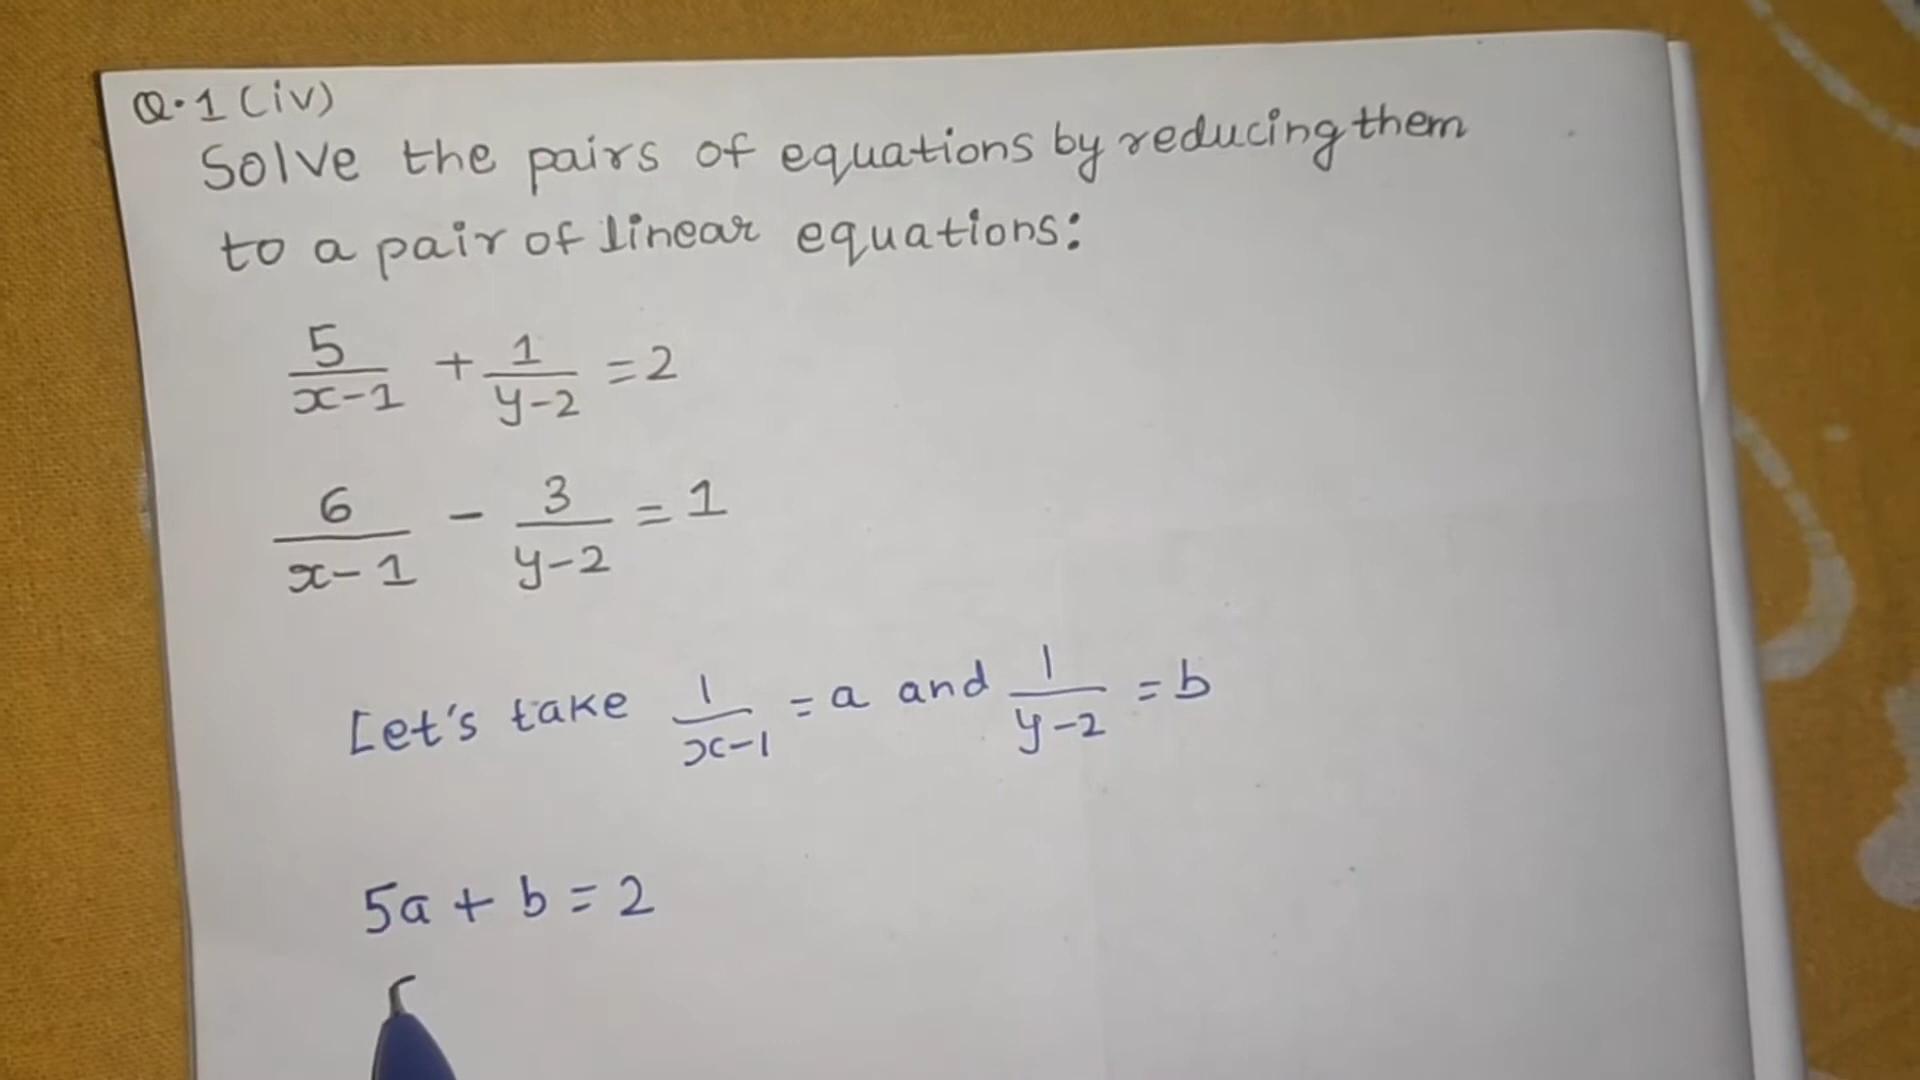 Q.1 (iv)
Solve the pairs of equations by reducing them
to a pair of linear equations:
5/(x-1) + 1/(y-2) = 2
6/(x-1) - 3/(y-2) = 1
Let's take 1/(x-1) = a and 1/(y-2) = b
5a + b = 2